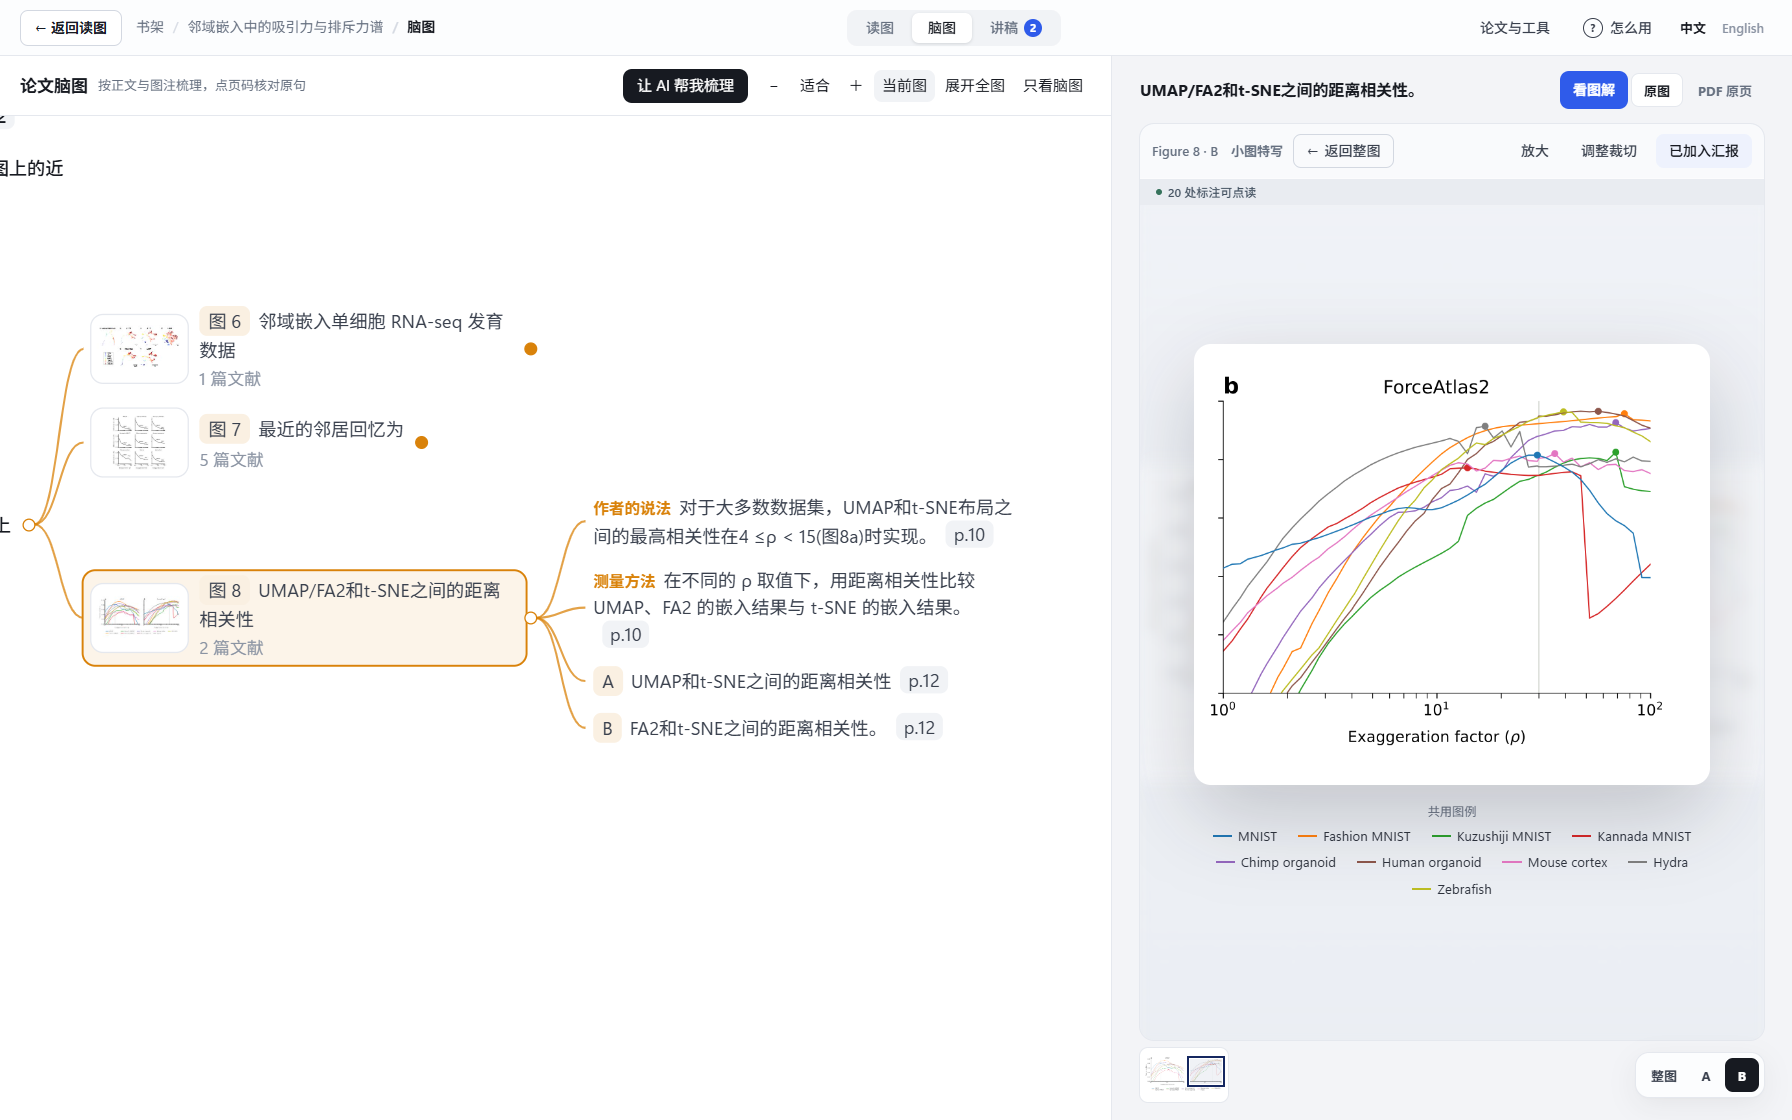 ← 返回读图
书架 / 邻域嵌入中的吸引力与排斥力谱 / 脑图
读图 脑图 讲稿 2
论文与工具 ? 怎么用 中文 English
论文脑图 按正文与图注梳理，点页码核对原句
让 AI 帮我梳理 − 适合 + 当前图 展开全图 只看脑图
图上的近
图 6 邻域嵌入单细胞 RNA-seq 发育
数据
1 篇文献
图 7 最近的邻居回忆为
5 篇文献
上
图 8 UMAP/FA2和t-SNE之间的距离
相关性
2 篇文献
作者的说法 对于大多数数据集，UMAP和t-SNE布局之
间的最高相关性在4 ≤ρ < 15(图8a)时实现。 p.10
测量方法 在不同的 ρ 取值下，用距离相关性比较
UMAP、FA2 的嵌入结果与 t-SNE 的嵌入结果。
p.10
A UMAP和t-SNE之间的距离相关性 p.12
B FA2和t-SNE之间的距离相关性。 p.12
UMAP/FA2和t-SNE之间的距离相关性。
看图解 原图 PDF 原页
Figure 8 · B 小图特写 ← 返回整图 放大 调整裁切 已加入汇报
20 处标注可点读
b ForceAtlas2
10⁰ 10¹ 10²
Exaggeration factor (ρ)
共用图例
MNIST Fashion MNIST Kuzushiji MNIST Kannada MNIST
Chimp organoid Human organoid Mouse cortex Hydra
Zebrafish
整图 A B